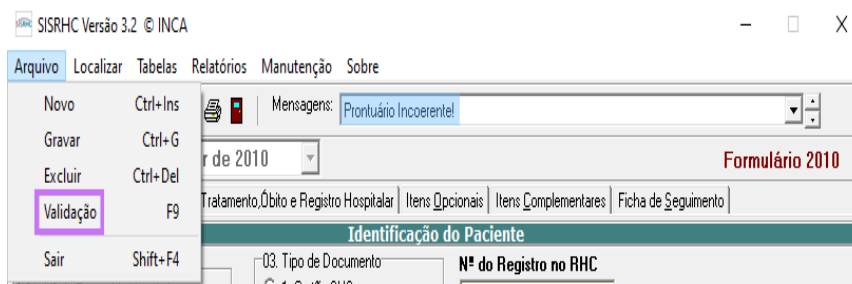 SISRHC Versão 3.2 © INCA
Arquivo Localizar Tabelas Relatórios Manutenção Sobre
Novo Ctrl+Ins
Mensagens: Prontuário Incoerente!
Gravar Ctrl+G
r de 2010
Formulário 2010
Excluir Ctrl+Del
Validação F9
Tratamento,Óbito e Registro Hospitalar Itens Opcionais Itens Complementares Ficha de Seguimento
Identificação do Paciente
Sair Shift+F4
03. Tipo de Documento
Nº do Registro no RHC